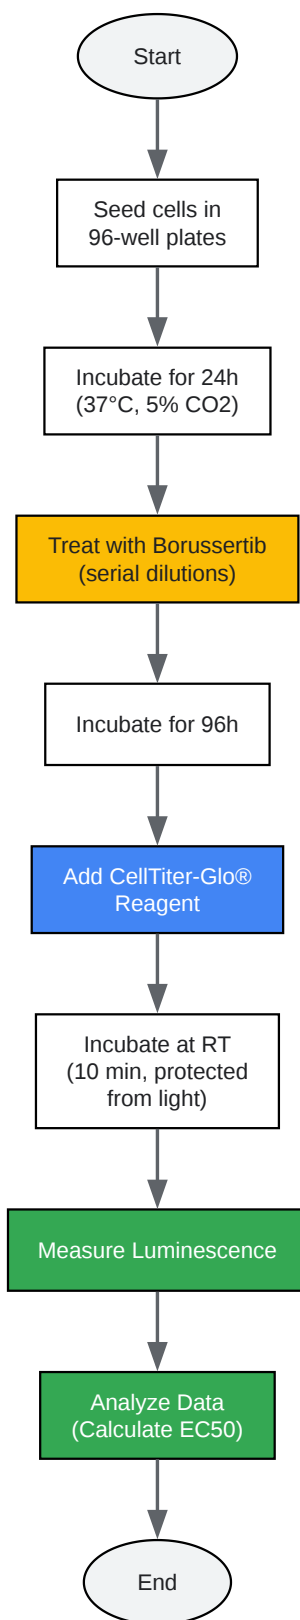 Start
Seed cells in
96-well plates
Incubate for 24h
(37°C, 5% CO2)
Treat with Borussertib
(serial dilutions)
Incubate for 96h
Add CellTiter-Glo®
Reagent
Incubate at RT
(10 min, protected
from light)
Measure Luminescence
Analyze Data
(Calculate EC50)
End